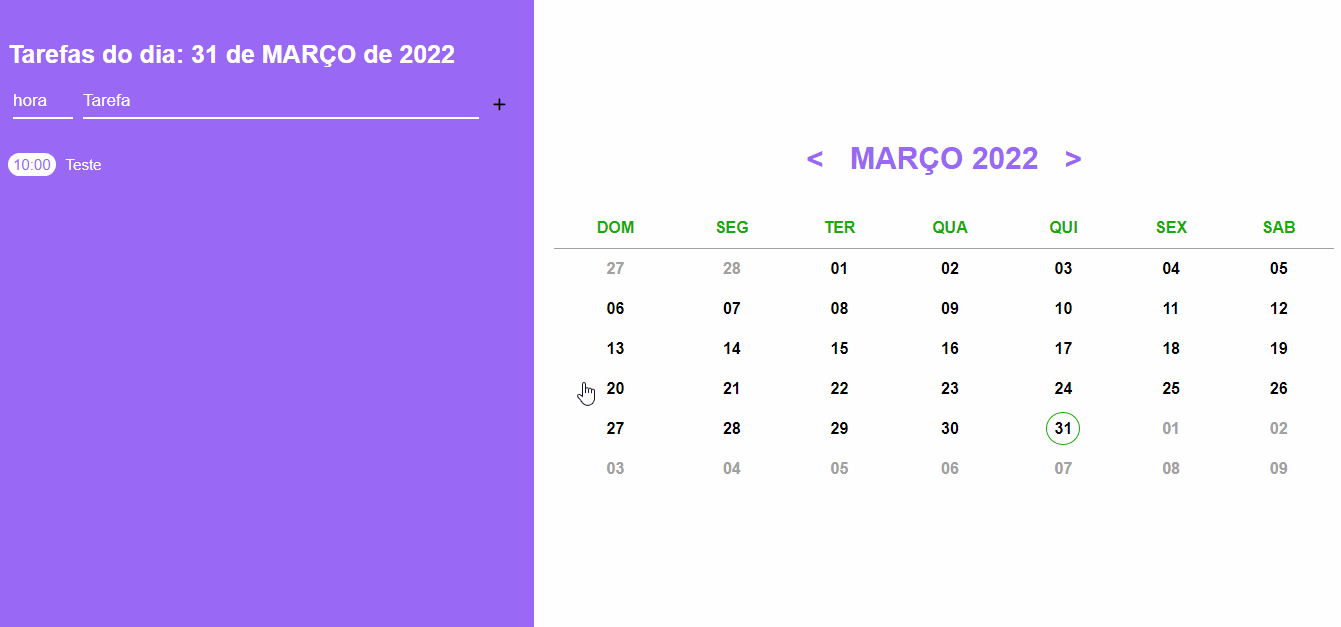 Tarefas do dia: 31 de MARÇO de 2022
hora Tarefa +
10:00 Teste
< MARÇO 2022 >
DOM SEG TER QUA QUI SEX SAB
27 28 01 02 03 04 05
06 07 08 09 10 11 12
13 14 15 16 17 18 19
20 21 22 23 24 25 26
27 28 29 30 31 01 02
03 04 05 06 07 08 09